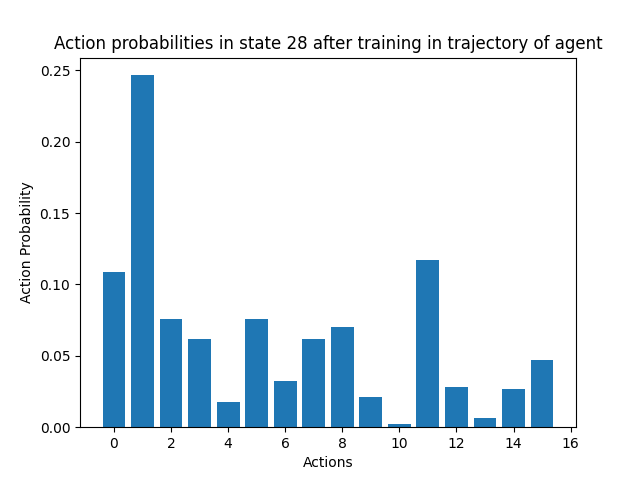 Action probabilities in state 28 after training in trajectory of agent
0.25
0.20
0.15
0.10
0.05
0.00
Action Probability
0 2 4 6 8 10 12 14 16
Actions